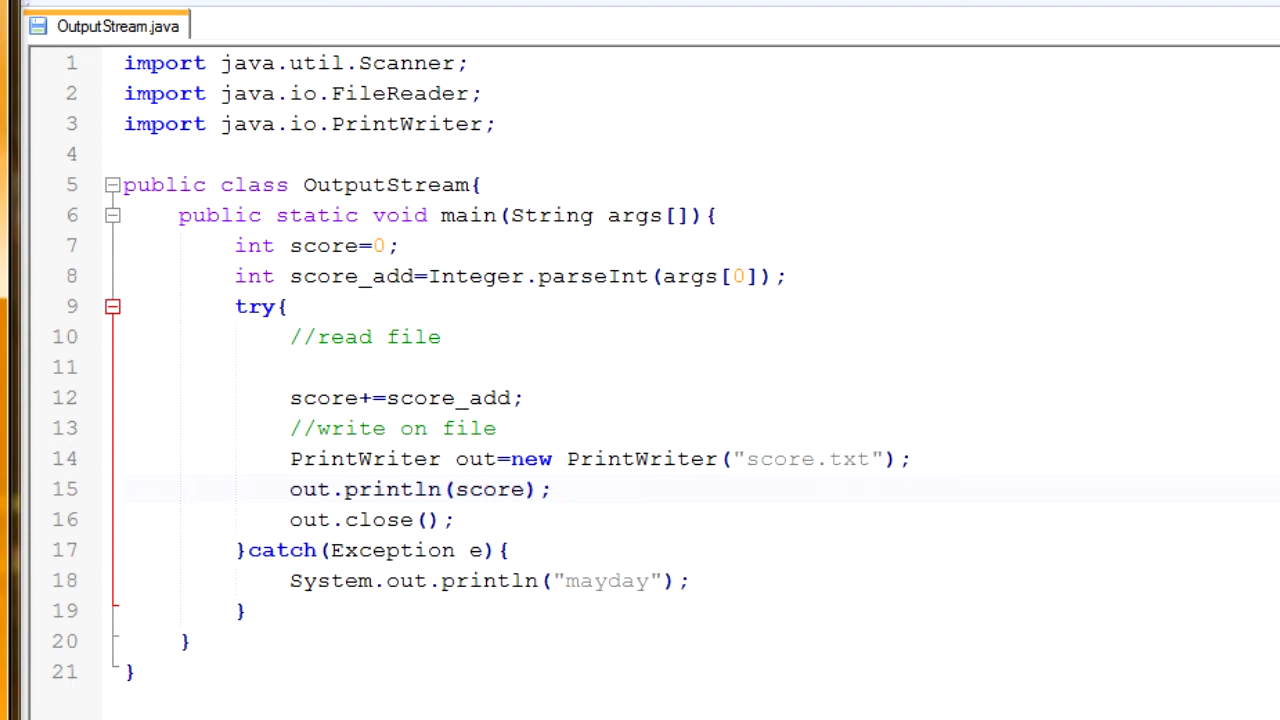 OutputStream.java
1 import java.util.Scanner;
2 import java.io.FileReader;
3 import java.io.PrintWriter;
4
5 public class OutputStream{
6 public static void main(String args[]){
7 int score=0;
8 int score_add=Integer.parseInt(args[0]);
9 try{
10 //read file
11
12 score+=score_add;
13 //write on file
14 PrintWriter out=new PrintWriter("score.txt");
15 out.println(score);
16 out.close();
17 }catch(Exception e){
18 System.out.println("mayday");
19 }
20 }
21 }